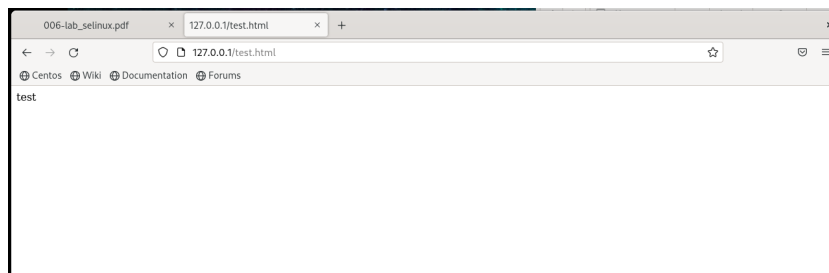 006-lab_selinux.pdf × 127.0.0.1/test.html × +
127.0.0.1/test.html
Centos Wiki Documentation Forums
test